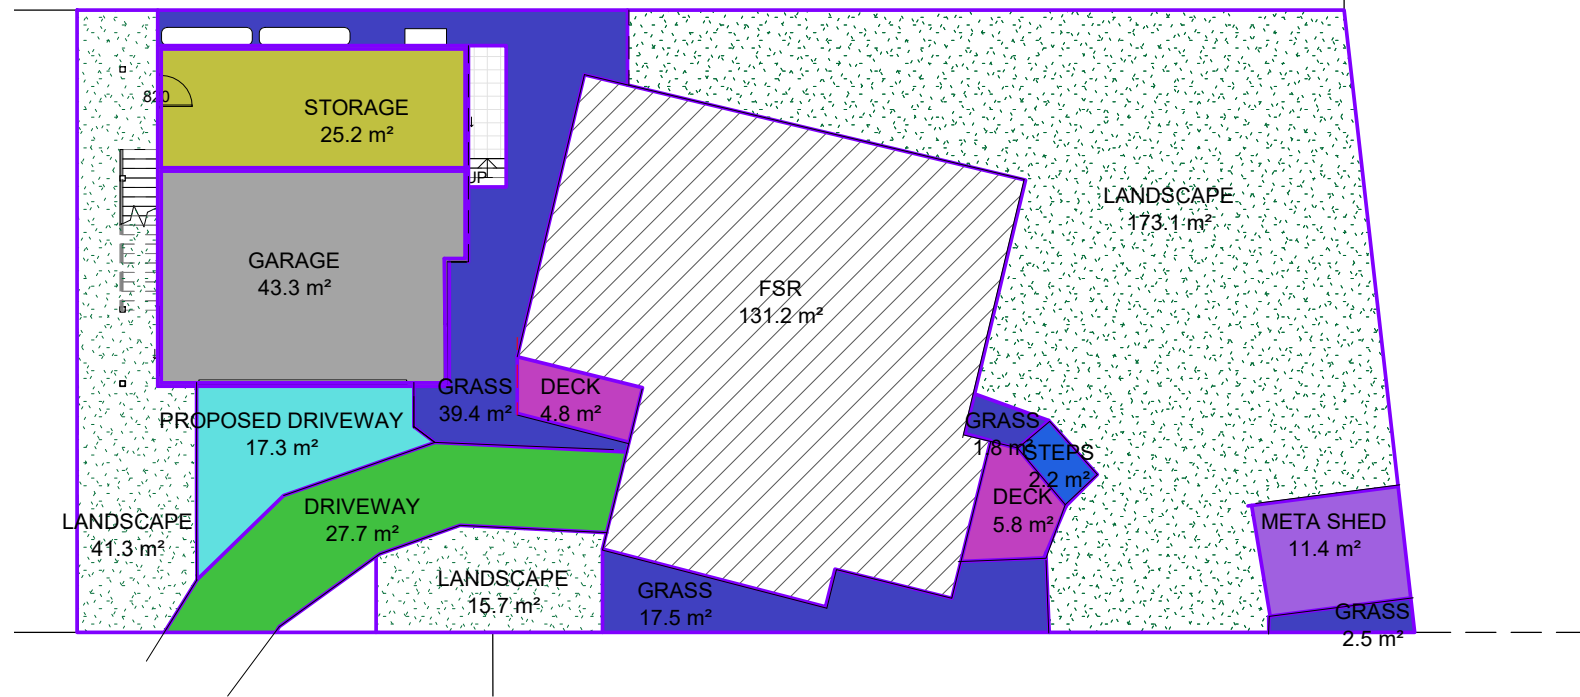 820
STORAGE
25.2 m²
UP
LANDSCAPE
173.1 m²
GARAGE
43.3 m²
FSR
131.2 m²
GRASS
39.4 m²
DECK
4.8 m²
PROPOSED DRIVEWAY
17.3 m²
GRASS
1.8 m²
STEPS
2.2 m²
DECK
5.8 m²
DRIVEWAY
27.7 m²
LANDSCAPE
41.3 m²
META SHED
11.4 m²
LANDSCAPE
15.7 m²
GRASS
17.5 m²
GRASS
2.5 m²